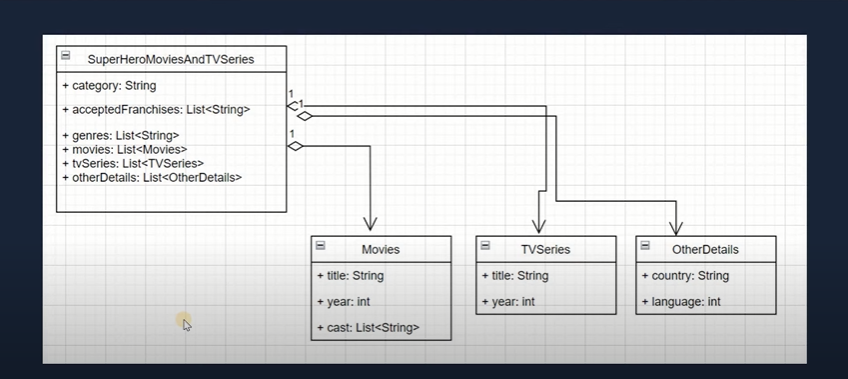 SuperHeroMoviesAndTVSeries
+ category: String
+ acceptedFranchises: List<String>
+ genres: List<String>
+ movies: List<Movies>
+ tvSeries: List<TVSeries>
+ otherDetails: List<OtherDetails>
1
1
1
Movies
+ title: String
+ year: int
+ cast: List<String>
TVSeries
+ title: String
+ year: int
OtherDetails
+ country: String
+ language: int